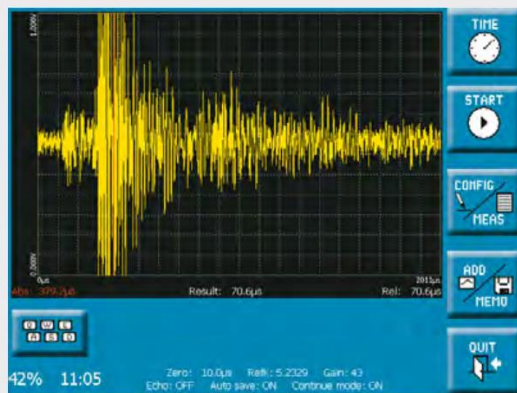 1.000V
TIME
START
CONFIG
MEAS
ADD
MEMO
QUIT
0.000V
0µs
Abs: 379.2µs
Result: 70.6µs
Rel: 70.6µs
Q W E
A S D
42% 11:05
Zero: 10.0µs Refk: 5.2329 Gain: 43
Echo: OFF Auto save: ON Continue mode: ON